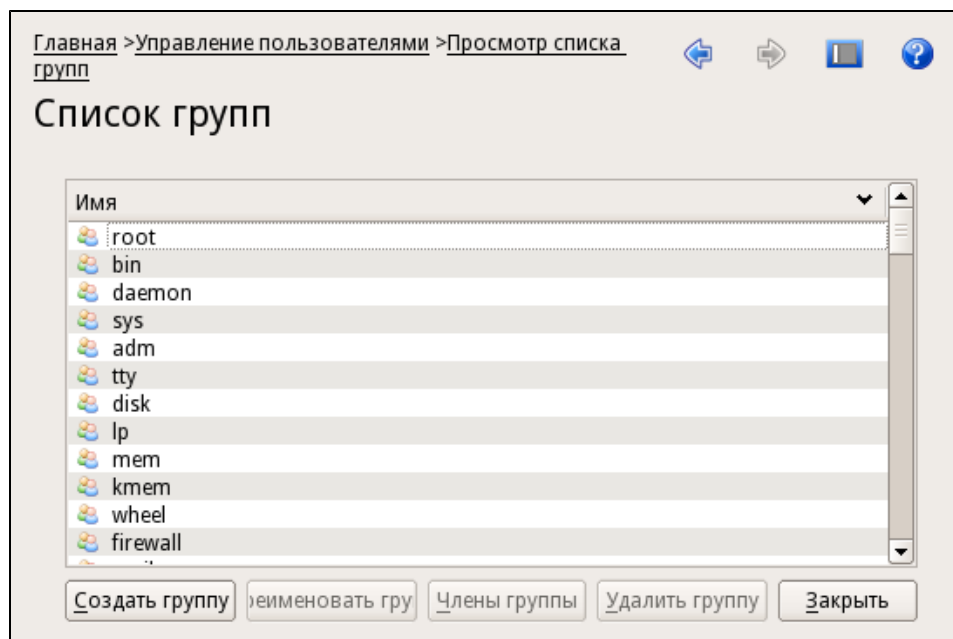 Главная >Управление пользователями >Просмотр списка
групп
Список групп
Имя
root
bin
daemon
sys
adm
tty
disk
lp
mem
kmem
wheel
firewall
Создать группу
Члены группы
Удалить группу
Закрыть